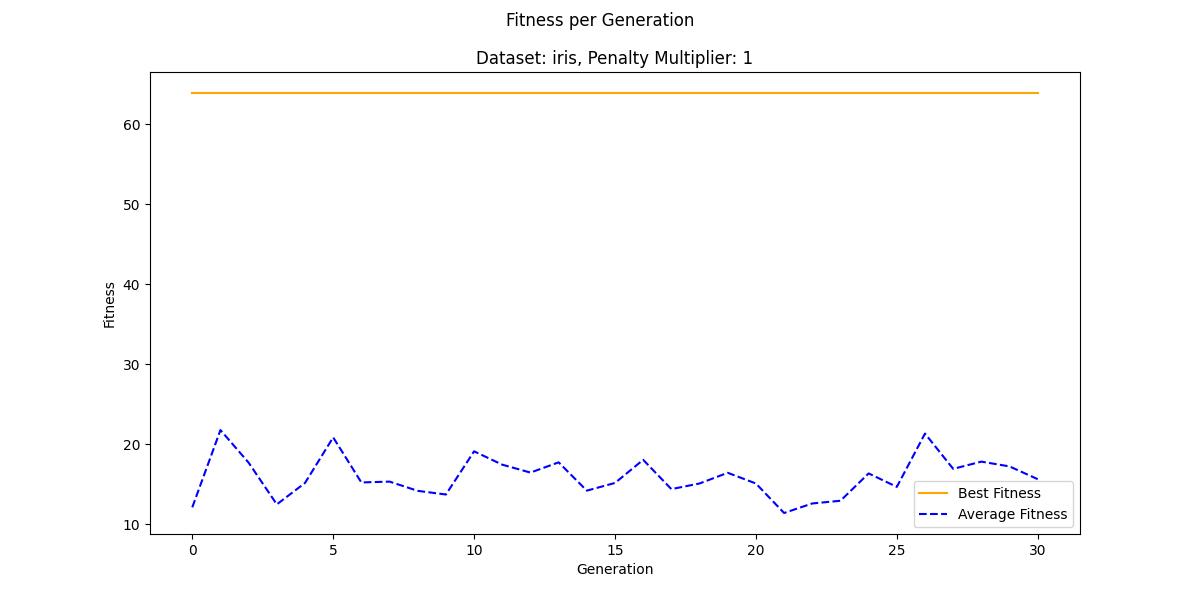 Fitness per Generation
Dataset: iris, Penalty Multiplier: 1
60
50
40
30
20
10
Fitness
0 5 10 15 20 25 30
Generation
Best Fitness
Average Fitness